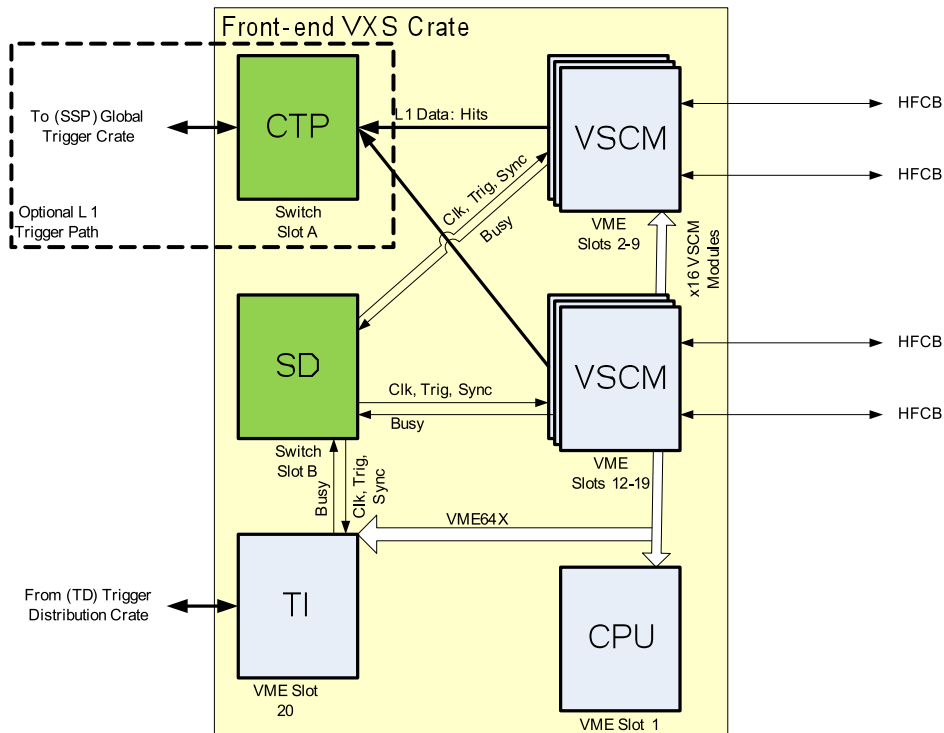 Front-end VXS Crate
To (SSP) Global
Trigger Crate
CTP
Switch
Slot A
Optional L 1
Trigger Path
L1 Data: Hits
VSCM
HFCB
HFCB
VME
Slots 2-9
Clk, Trig, Sync
Busy
x16 VSCM
Modules
SD
Switch
Slot B
Clk, Trig, Sync
Busy
VSCM
HFCB
HFCB
VME
Slots 12-19
Busy
Clk, Trig,
Sync
VME64X
From (TD) Trigger
Distribution Crate
TI
VME Slot
20
CPU
VME Slot 1